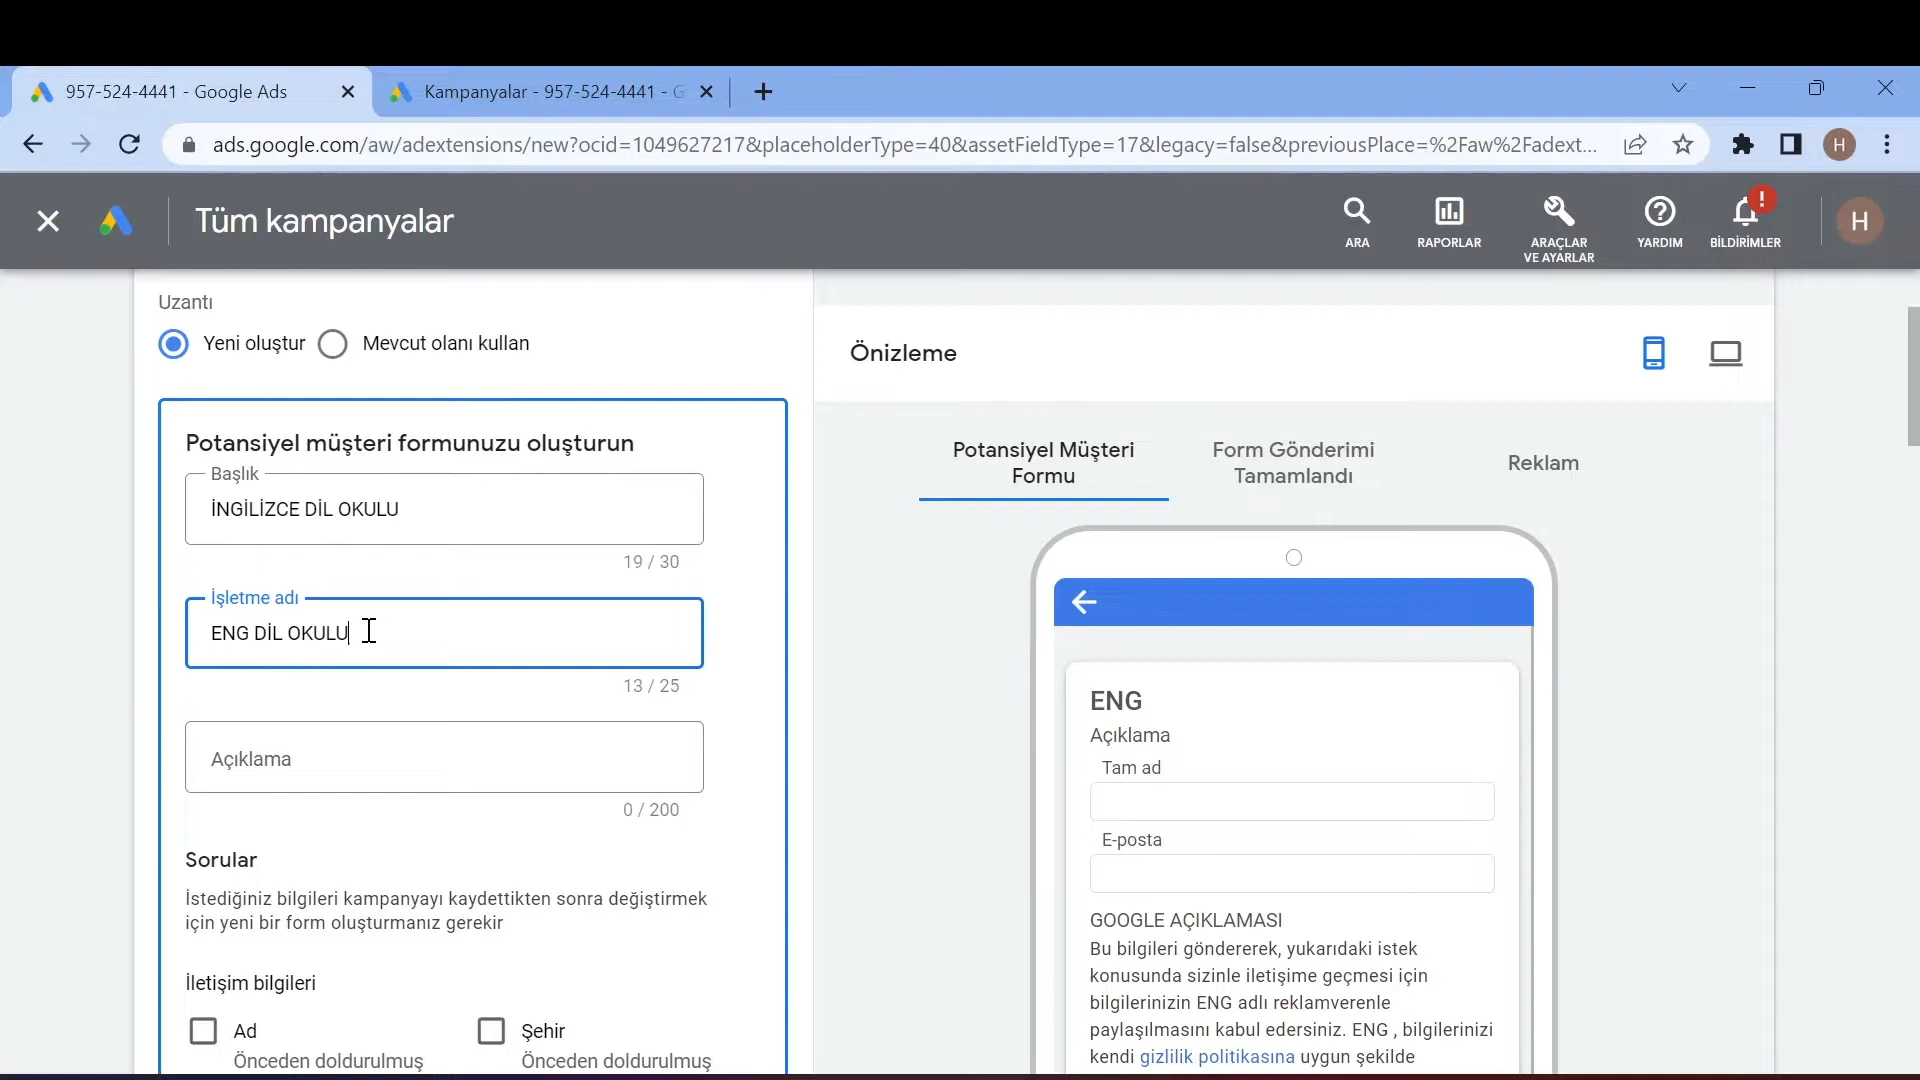 957-524-4441 - Google Ads
Kampanyalar - 957-524-4441 - G
ads.google.com/aw/adextensions/new?ocid=1049627217&placeholderType=40&assetFieldType=17&legacy=false&previousPlace=%2Faw%2Fadext...
H
Tüm kampanyalar
ARA
RAPORLAR
ARAÇLAR
VE AYARLAR
YARDIM
!
BİLDİRİMLER
H
Uzantı
Yeni oluştur
Mevcut olanı kullan
Potansiyel müşteri formunuzu oluşturun
Başlık
İNGİLİZCE DİL OKULU
19 / 30
İşletme adı
ENG DİL OKULU
13 / 25
Açıklama
0 / 200
Sorular
İstediğiniz bilgileri kampanyayı kaydettikten sonra değiştirmek
için yeni bir form oluşturmanız gerekir
İletişim bilgileri
Ad
Önceden doldurulmuş
Şehir
Önceden doldurulmuş
Önizleme
Potansiyel Müşteri
Formu
Form Gönderimi
Tamamlandı
Reklam
ENG
Açıklama
Tam ad
E-posta
GOOGLE AÇIKLAMASI
Bu bilgileri göndererek, yukarıdaki istek
konusunda sizinle iletişime geçmesi için
bilgilerinizin ENG adlı reklamverenle
paylaşılmasını kabul edersiniz. ENG , bilgilerinizi
kendi gizlilik politikasına uygun şekilde